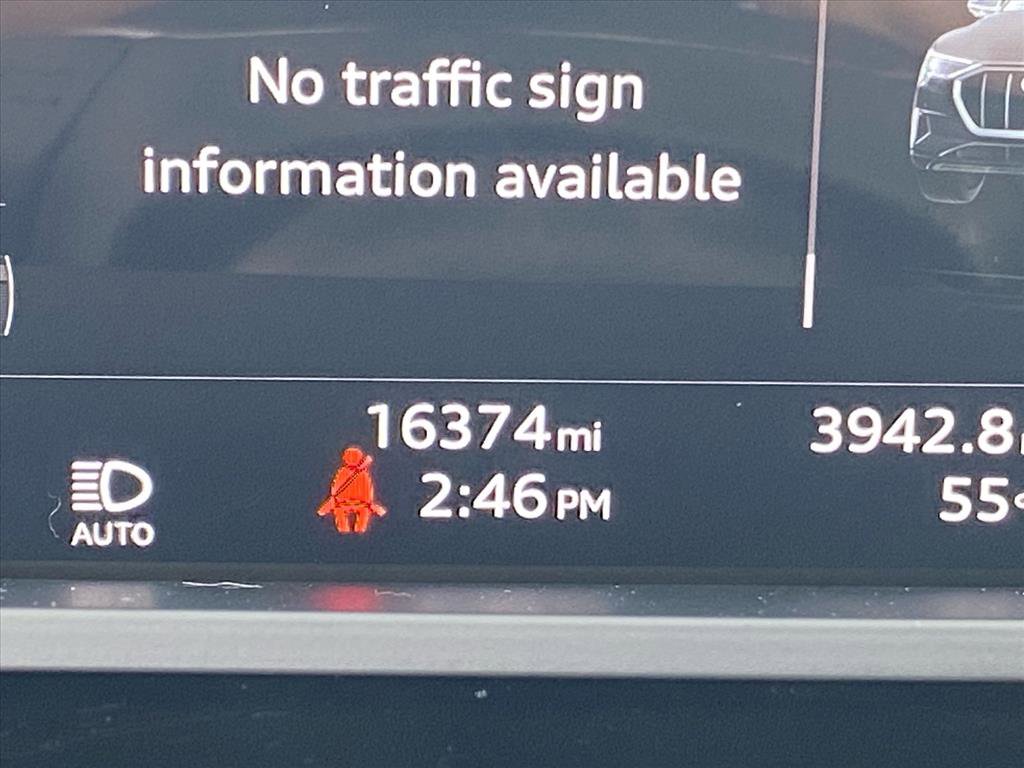 No traffic sign
information available
16374mi 3942.8
2:46PM 55
AUTO